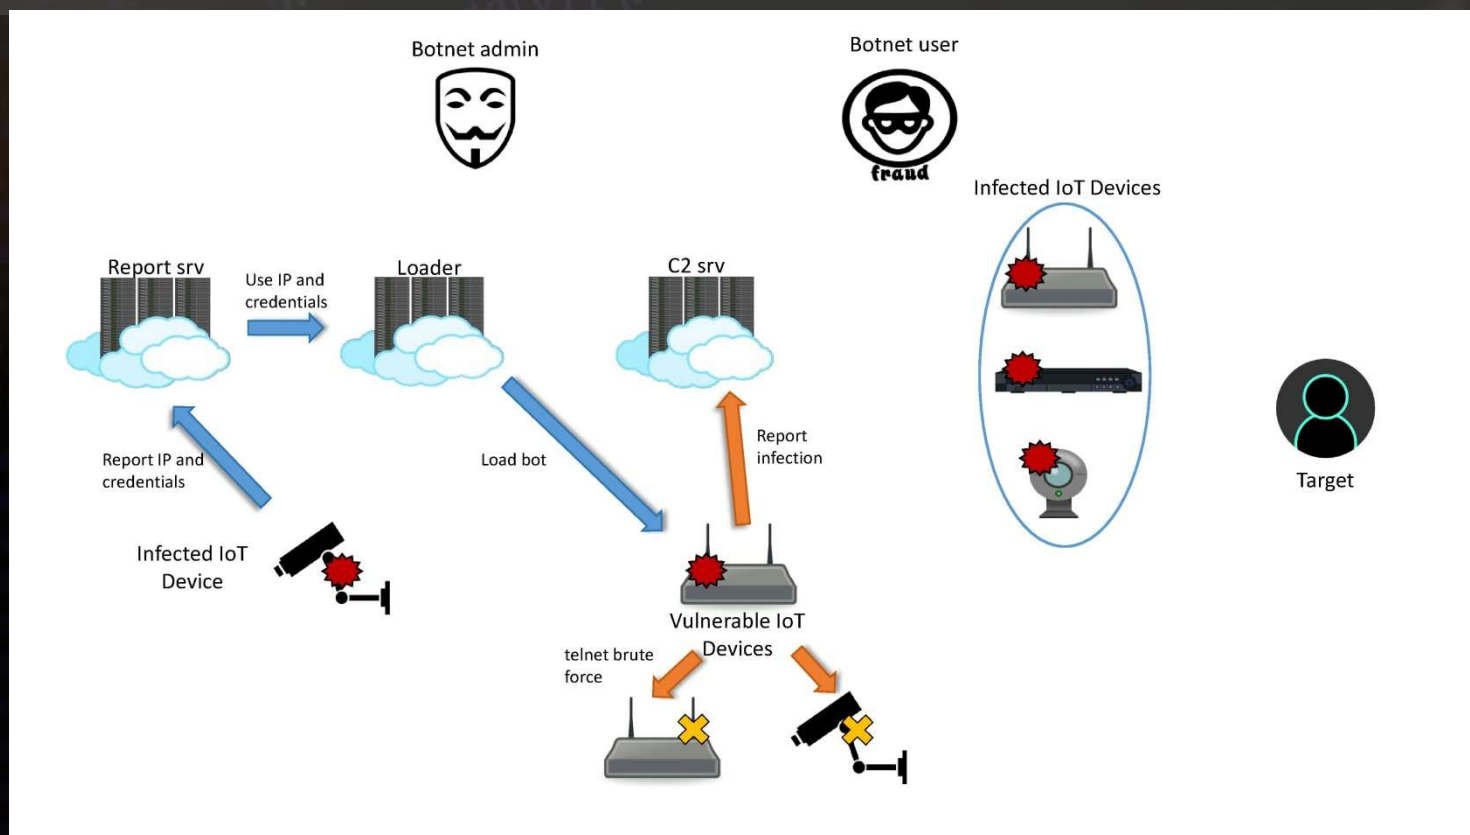 Botnet admin
Botnet user
fraud
Infected IoT Devices
Report srv
Use IP and
credentials
Loader
C2 srv
Report IP and
credentials
Load bot
Report
infection
Target
Infected IoT
Device
Vulnerable IoT
Devices
telnet brute
force